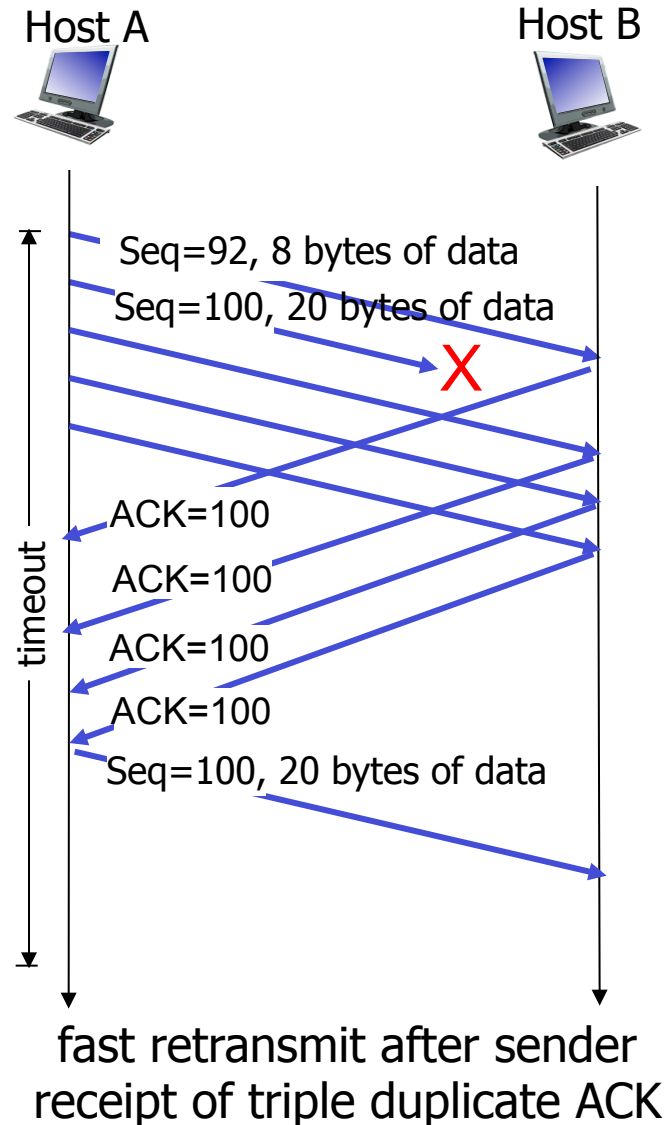 Host A
Host B
Seq=92, 8 bytes of data
Seq=100, 20 bytes of data
X
timeout
ACK=100
ACK=100
ACK=100
ACK=100
Seq=100, 20 bytes of data
fast retransmit after sender
receipt of triple duplicate ACK